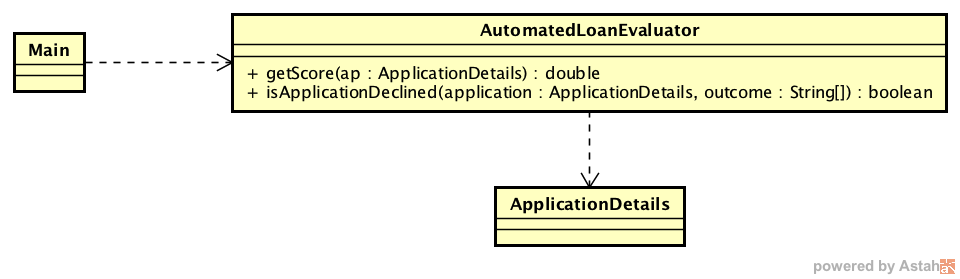 Main
AutomatedLoanEvaluator
+ getScore(ap : ApplicationDetails) : double
+ isApplicationDeclined(application : ApplicationDetails, outcome : String[]) : boolean
ApplicationDetails
powered by Astah